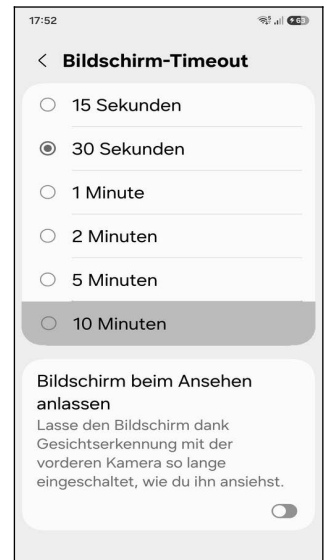 17:52
63
Bildschirm-Timeout
15 Sekunden
30 Sekunden
1 Minute
2 Minuten
5 Minuten
10 Minuten
Bildschirm beim Ansehen
anlassen
Lasse den Bildschirm dank
Gesichtserkennung mit der
vorderen Kamera so lange
eingeschaltet, wie du ihn ansiehst.